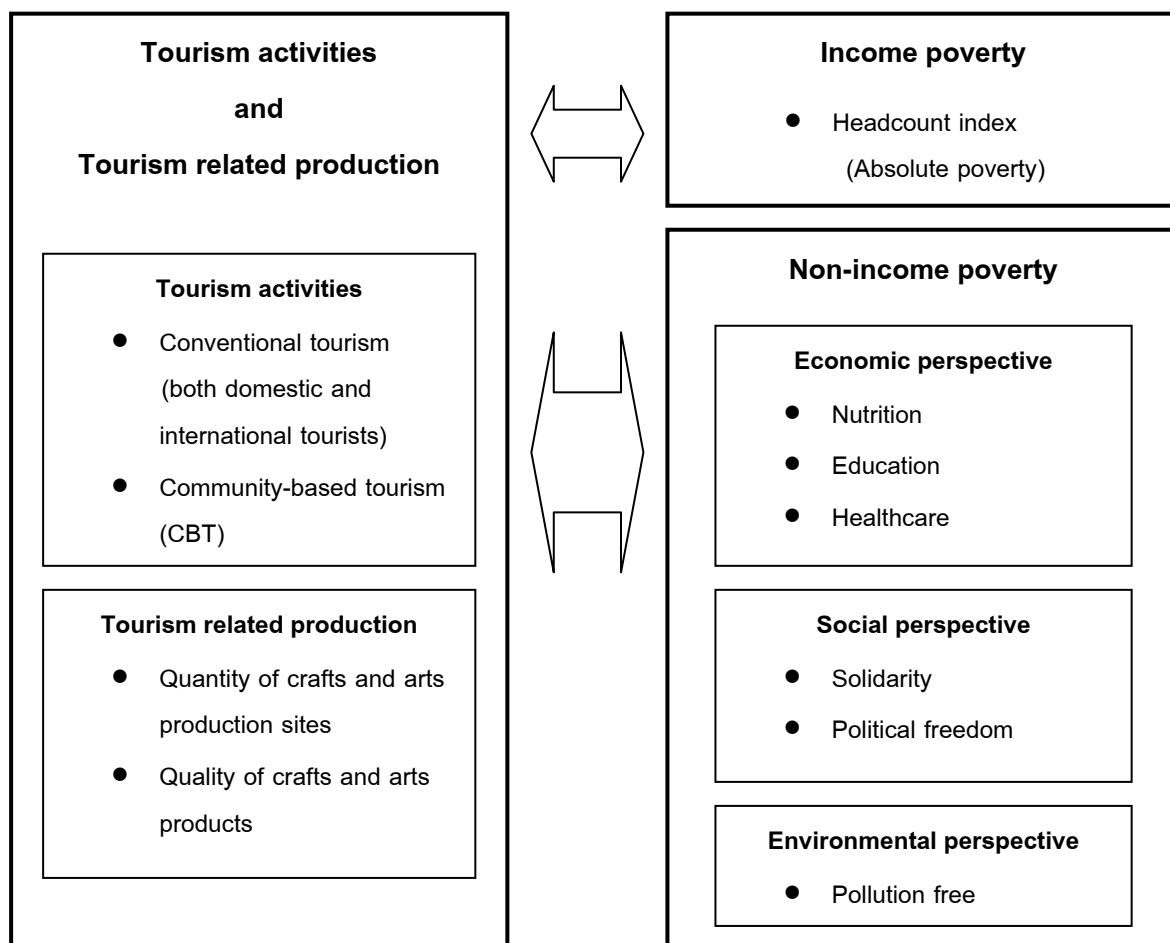 Tourism activities
and
Tourism related production
Tourism activities
● Conventional tourism
(both domestic and
international tourists)
● Community-based tourism
(CBT)
Tourism related production
● Quantity of crafts and arts
production sites
● Quality of crafts and arts
products
Income poverty
● Headcount index
(Absolute poverty)
Non-income poverty
Economic perspective
● Nutrition
● Education
● Healthcare
Social perspective
● Solidarity
● Political freedom
Environmental perspective
● Pollution free